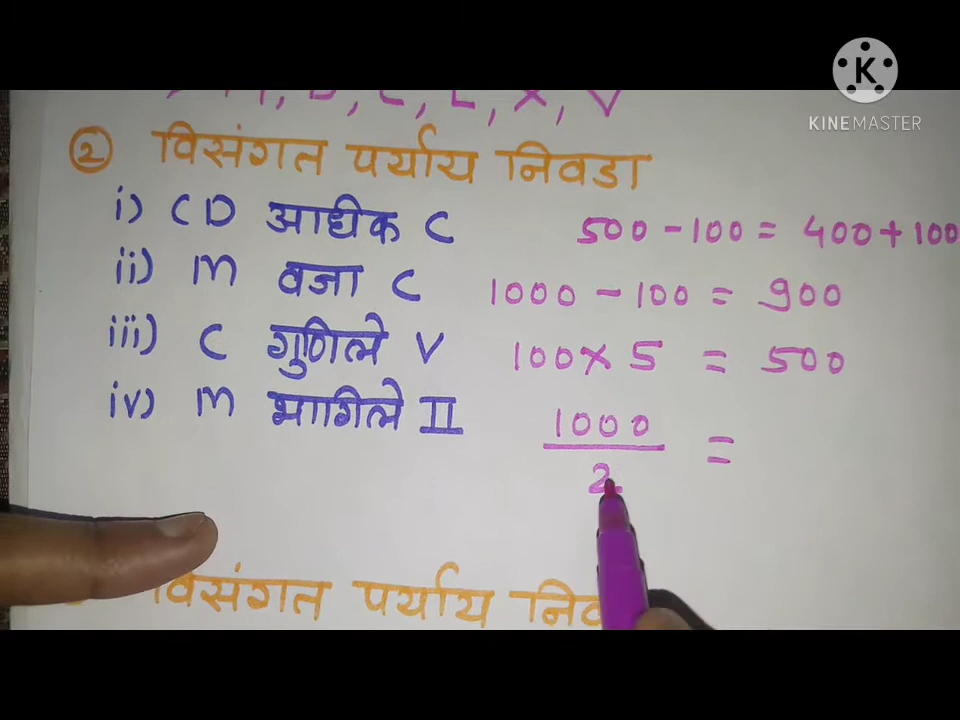 K
KINEMASTER
M, D, C, L, X, V
② विसंगत पर्याय निवडा
i) CD आधीक C 500 - 100 = 400 + 100
ii) M वजा C 1000 - 100 = 900
iii) C गुणिले V 100 × 5 = 500
iv) M भागिले II 1000
2 =
विसंगत पर्याय